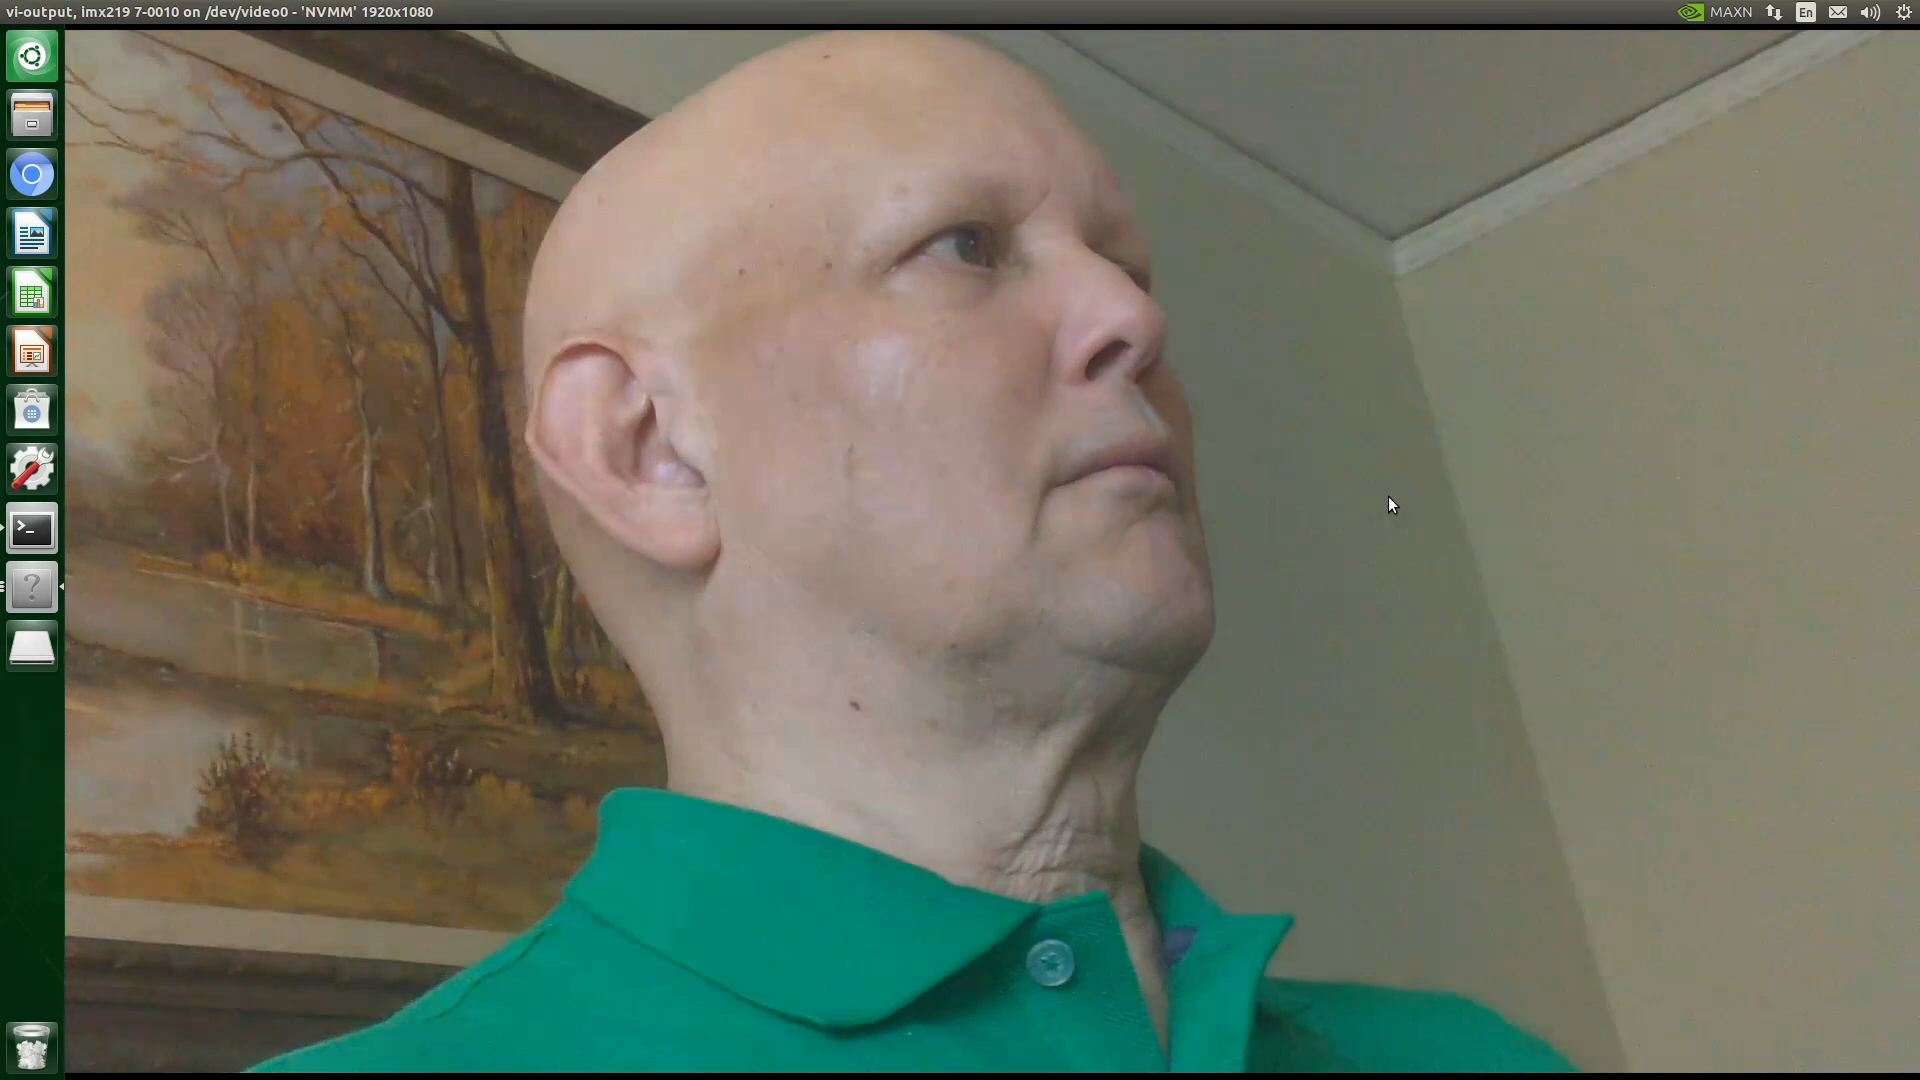 vi-output, imx219 7-0010 on /dev/video0 - 'NVMM' 1920x1080
MAXN
En